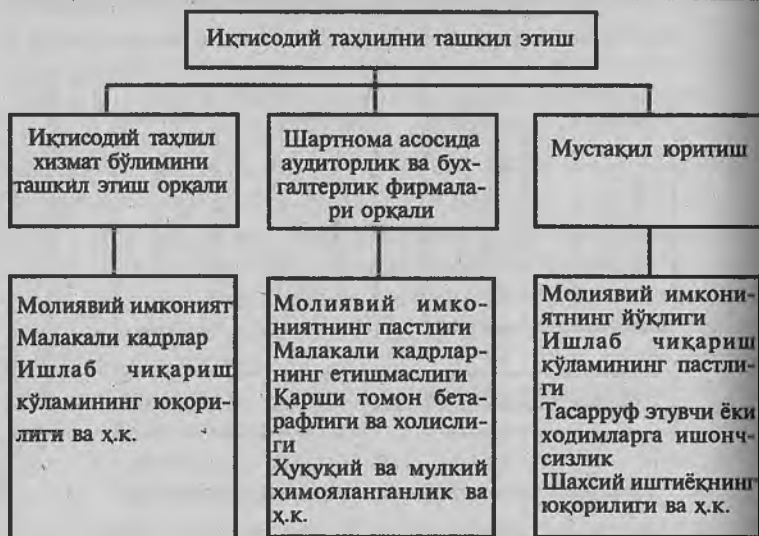 Иқтисодий таҳлилни ташкил этиш
Иқтисодий таҳлил
хизмат бўлимини
ташкил этиш орқали
Шартнома асосида
аудиторлик ва бух-
галтерлик фирмала-
ри орқали
Мустақил юритиш
Молиявий имконият
Малакали кадрлар
Ишлаб чиқариш
кўламининг юқори-
лиги ва ҳ.к.
Молиявий имко-
ниятнинг пастлиги
Малакали кадрлар-
нинг етишмаслиги
Қарши томон бета-
рафлиги ва холисли-
ги
Ҳуқуқий ва мулкий
ҳимояланганлик ва
ҳ.к.
Молиявий имкони-
ятнинг йўқлиги
Ишлаб чиқариш
кўламининг пастли-
ги
Тасарруф этувчи ёки
ходимларга ишонч-
сизлик
Шахсий иштиёқнинг
юқорилиги ва ҳ.к.